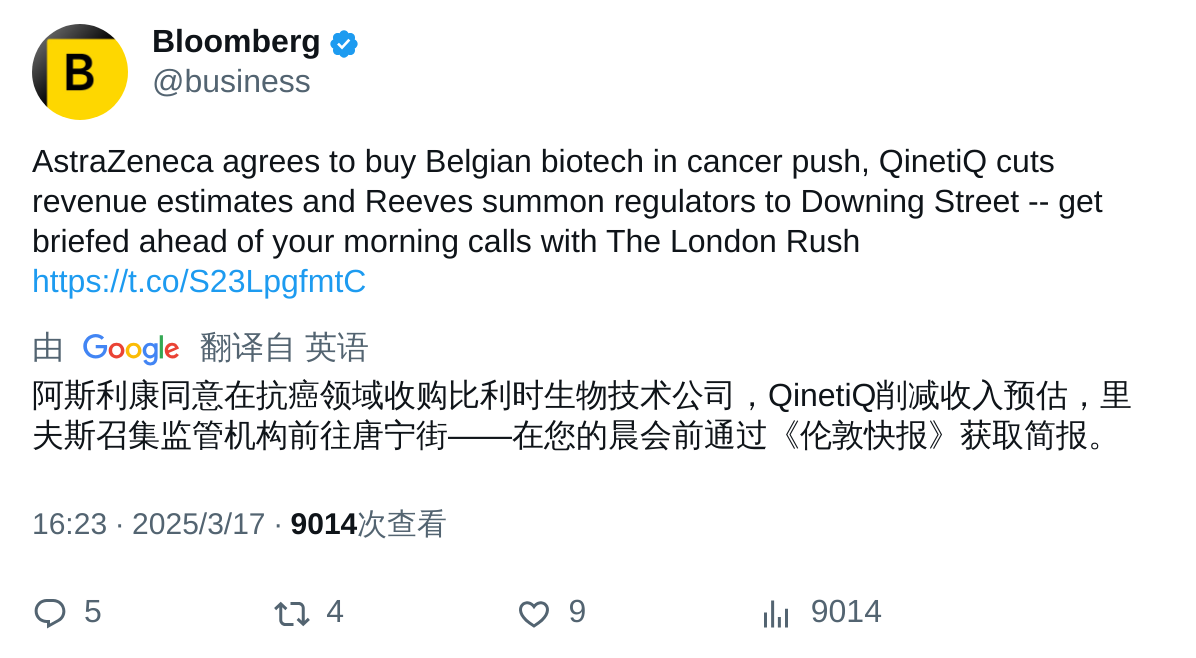 B
Bloomberg
@business
AstraZeneca agrees to buy Belgian biotech in cancer push, QinetiQ cuts
revenue estimates and Reeves summon regulators to Downing Street -- get
briefed ahead of your morning calls with The London Rush
https://t.co/S23LpgfmtC
由 Google 翻译自 英语
阿斯利康同意在抗癌领域收购比利时生物技术公司，QinetiQ削减收入预估，里
夫斯召集监管机构前往唐宁街——在您的晨会前通过《伦敦快报》获取简报。
16:23 · 2025/3/17 · 9014次查看
5 4 9 9014